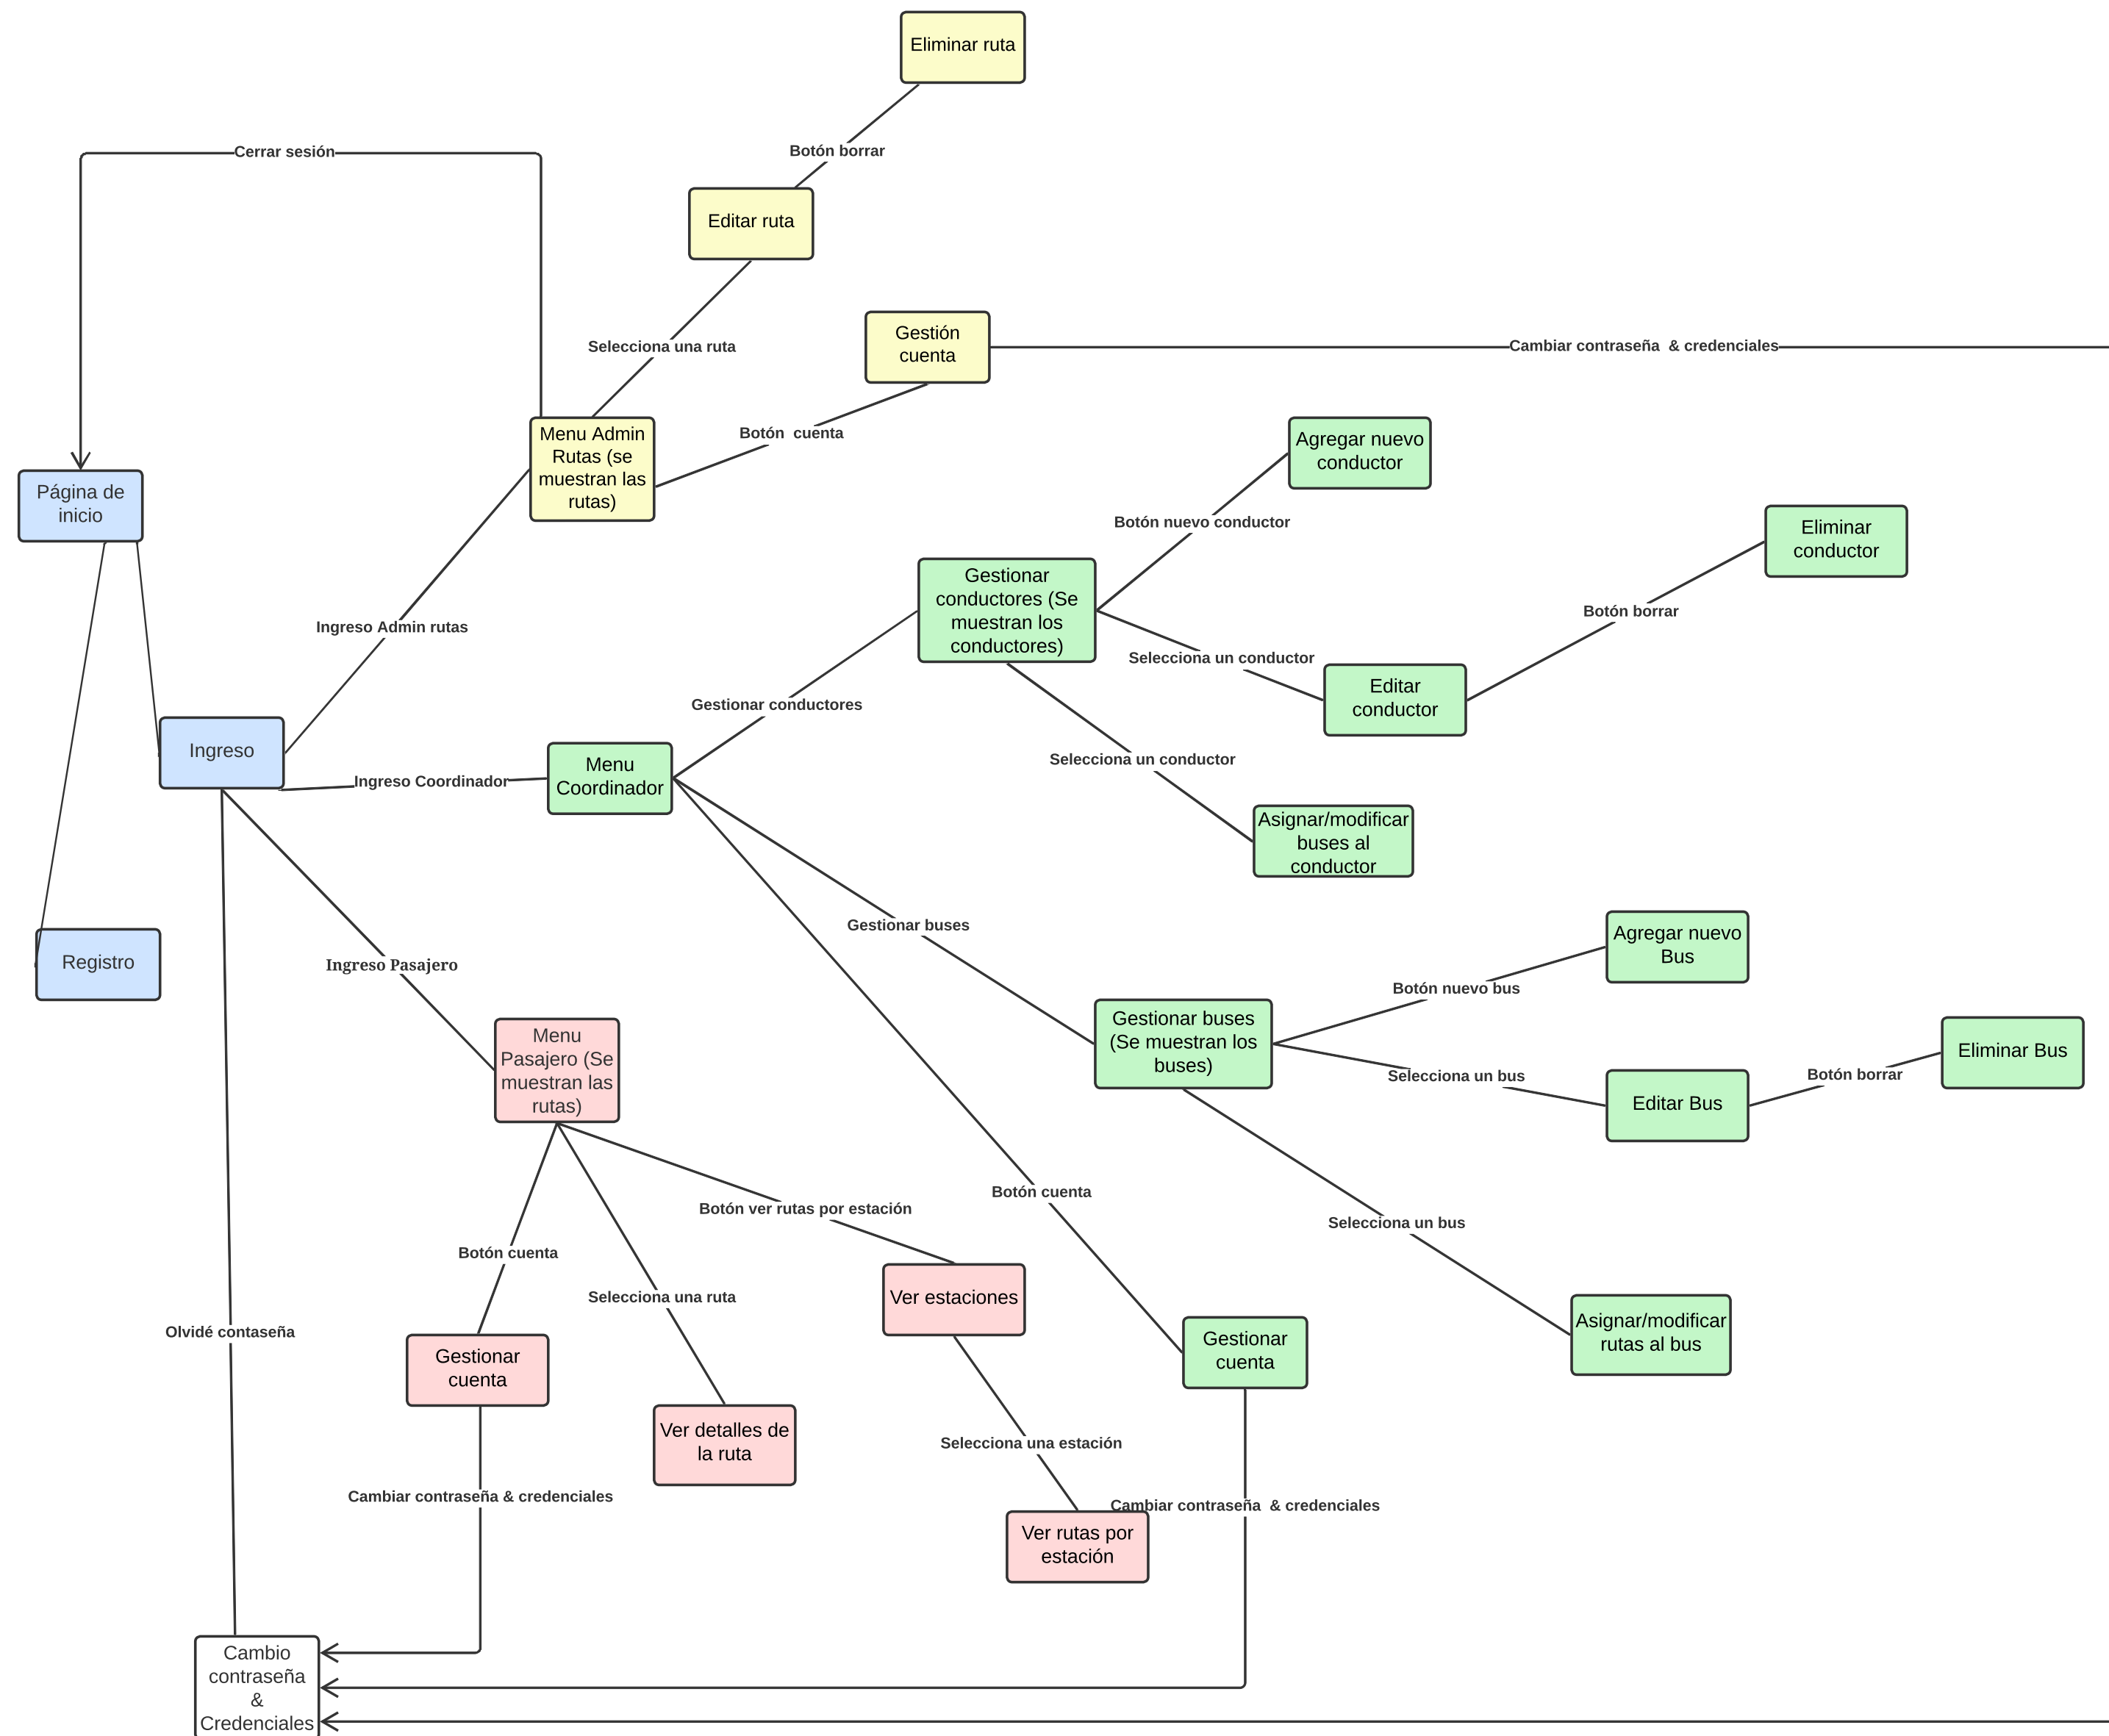 Eliminar ruta
Botón borrar
Cerrar sesión
Editar ruta
Selecciona una ruta
Gestión
cuenta
Cambiar contraseña  & credenciales
Botón  cuenta
Menu Admin
Rutas (se
muestran las
rutas)
Agregar nuevo
conductor
Página de
inicio
Botón nuevo conductor
Eliminar
conductor
Gestionar
conductores (Se
muestran los
conductores)
Botón borrar
Ingreso Admin rutas
Selecciona un conductor
Editar
conductor
Gestionar conductores
Ingreso
Ingreso Coordinador
Menu
Coordinador
Selecciona un conductor
Asignar/modificar
buses al
conductor
Gestionar buses
Agregar nuevo
Bus
Registro
Ingreso Pasajero
Botón nuevo bus
Gestionar buses
(Se muestran los
buses)
Menu
Pasajero (Se
muestran las
rutas)
Selecciona un bus
Editar Bus
Botón borrar
Eliminar Bus
Botón cuenta
Botón ver rutas por estación
Selecciona un bus
Botón cuenta
Selecciona una ruta
Ver estaciones
Olvidé contaseña
Gestionar
cuenta
Gestionar
cuenta
Asignar/modificar
rutas al bus
Ver detalles de
la ruta
Selecciona una estación
Cambiar contraseña & credenciales
Cambiar contraseña  & credenciales
Ver rutas por
estación
Cambio
contraseña
&
Credenciales